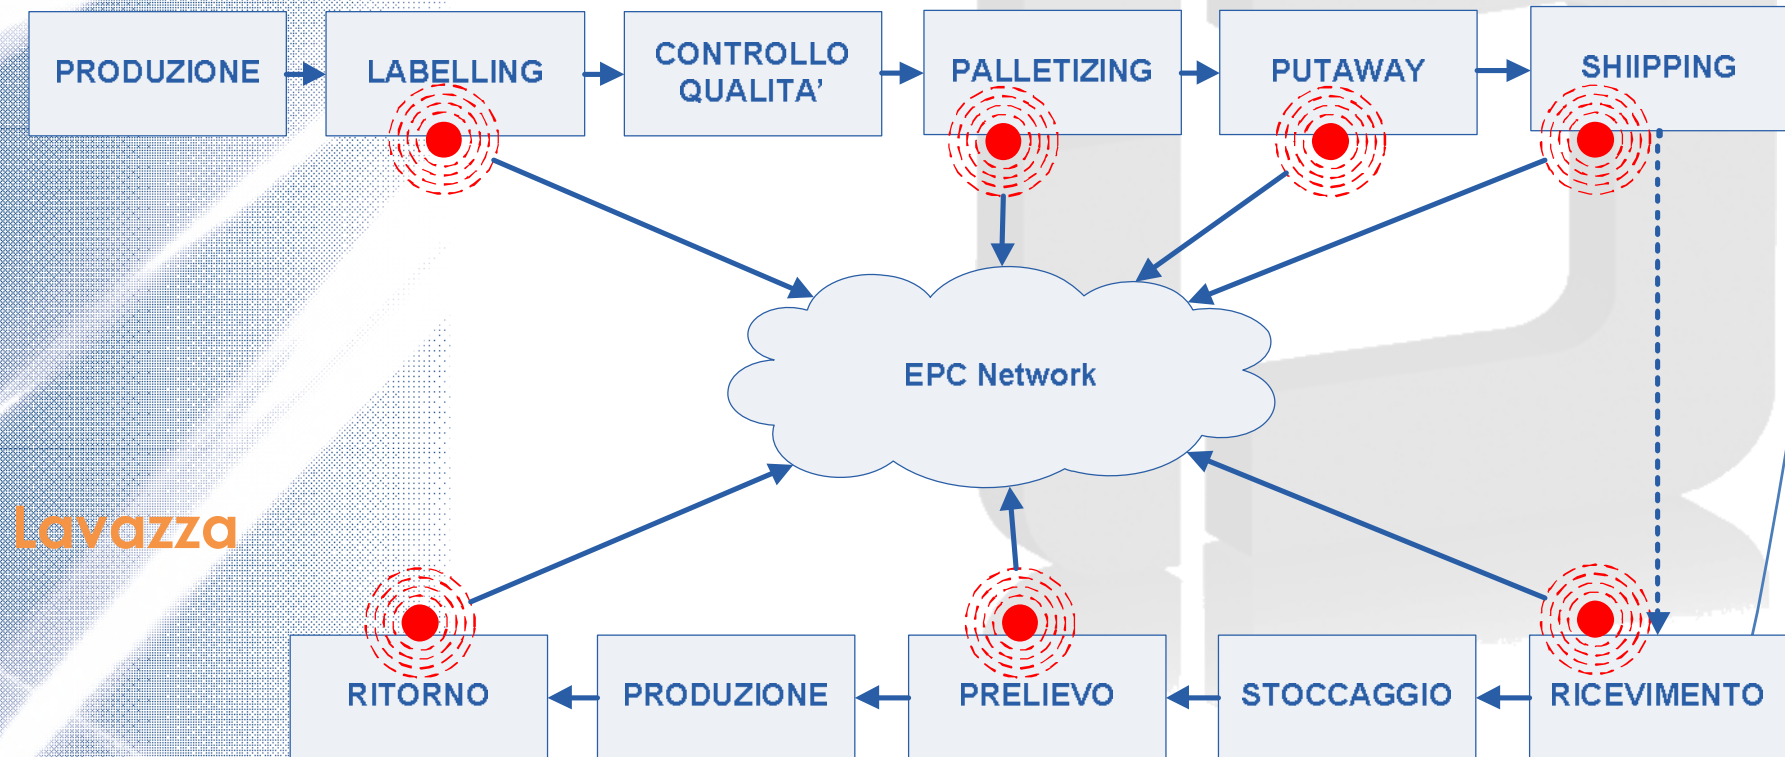 PRODUZIONE
LABELLING
CONTROLLO
QUALITA’
PALLETIZING
PUTAWAY
SHIIPPING
EPC Network
Lavazza
RITORNO
PRODUZIONE
PRELIEVO
STOCCAGGIO
RICEVIMENTO